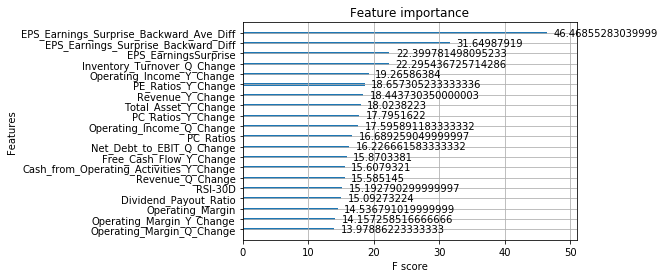 Feature importance
EPS_Earnings_Surprise_Backward_Ave_Diff 46.46855283039999
EPS_Earnings_Surprise_Backward_Diff 31.64987919
EPS_EarningsSurprise 22.399781498095233
Inventory_Turnover_Q_Change 22.295436725714286
Operating_Income_Y_Change 19.26586384
PE_Ratios_Y_Change 18.657305233333336
Revenue_Y_Change 18.443730350000003
Total_Asset_Y_Change 18.0238223
PC_Ratios_Y_Change 17.7951622
Operating_Income_Q_Change 17.595891183333332
PC_Ratios 16.689259049999997
Net_Debt_to_EBIT_Q_Change 16.226661583333332
Free_Cash_Flow_Y_Change 15.8703381
Cash_from_Operating_Activities_Y_Change 15.6079321
Revenue_Q_Change 15.585145
RSI-30D 15.192790299999997
Dividend_Payout_Ratio 15.09273224
Operating_Margin 14.536791019999999
Operating_Margin_Y_Change 14.157258516666666
Operating_Margin_Q_Change 13.97886223333333
Features
0 10 20 30 40 50
F score